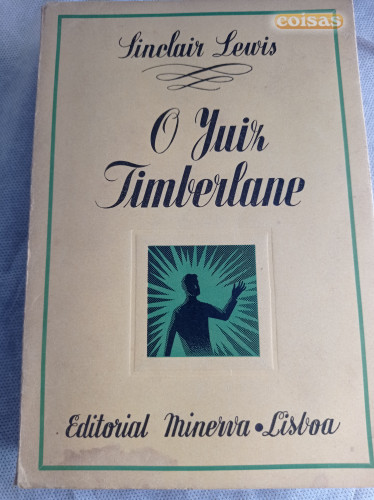 coisas
Sinclair Lewis
O Juiz
Timberlane
Editorial Minerva • Lisboa